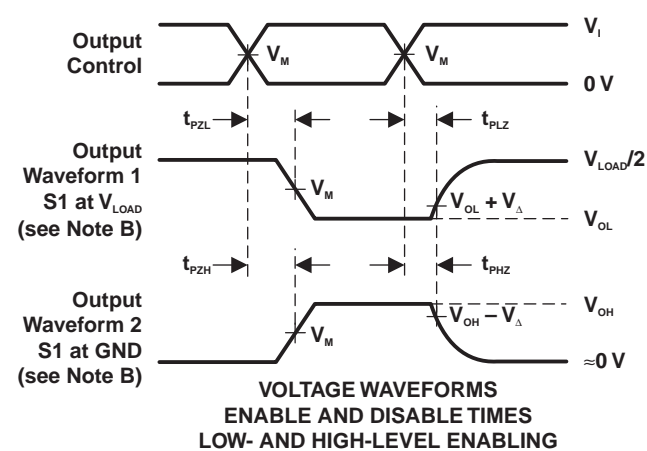 Output
Control
V_M
V_M
V_I
0 V
t_PZL
t_PLZ
Output
Waveform 1
S1 at V_LOAD
(see Note B)
V_M
V_OL + V_Δ
V_LOAD/2
V_OL
t_PZH
t_PHZ
Output
Waveform 2
S1 at GND
(see Note B)
V_M
V_OH – V_Δ
V_OH
≈0 V
VOLTAGE WAVEFORMS
ENABLE AND DISABLE TIMES
LOW- AND HIGH-LEVEL ENABLING